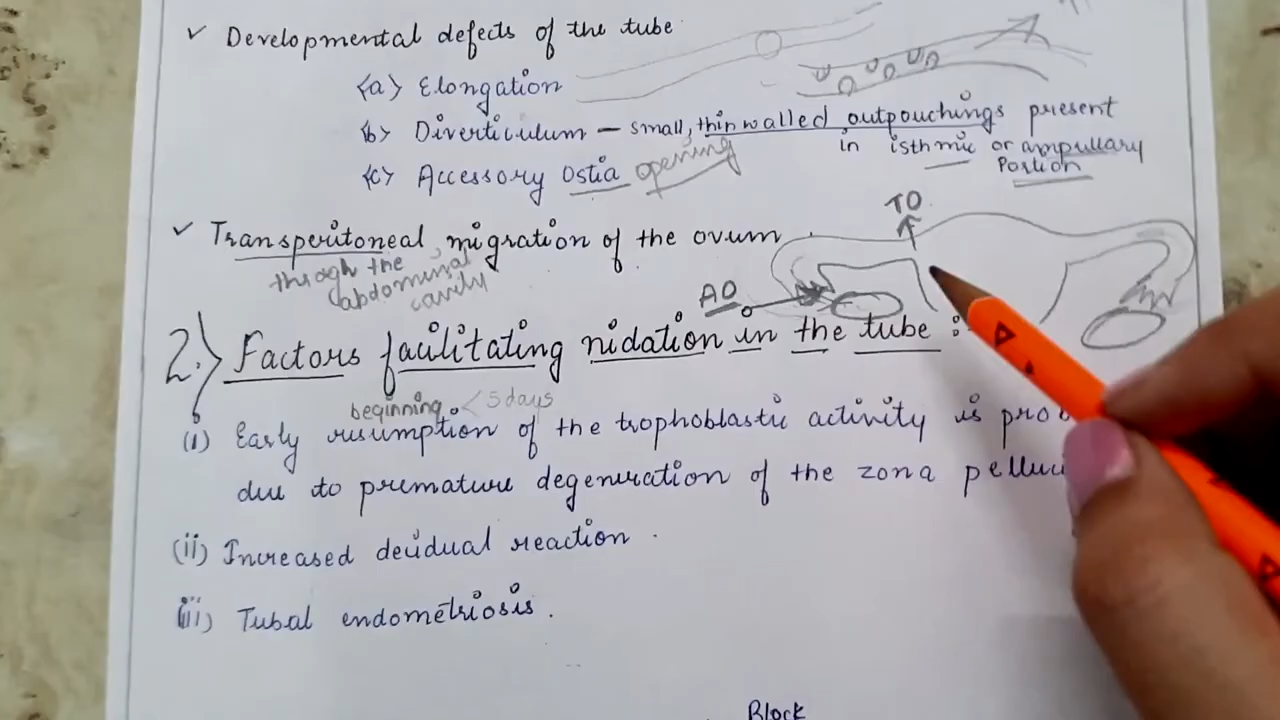 ✓ Developmental defects of the tube
(a) Elongation
(b) Diverticulum – small, thin walled outpouchings present
in isthmic or ampullary
Portion
(c) Accessory Ostia opening
✓ Transperitoneal migration of the ovum
through the
abdominal
cavity
TO
AO
2.) Factors facilitating nidation in the tube :
beginning < 5 days
(i) Early resumption of the trophoblastic activity is
due to premature degeneration of the zona
(ii) Increased decidual reaction.
(iii) Tubal endometriosis.
Block